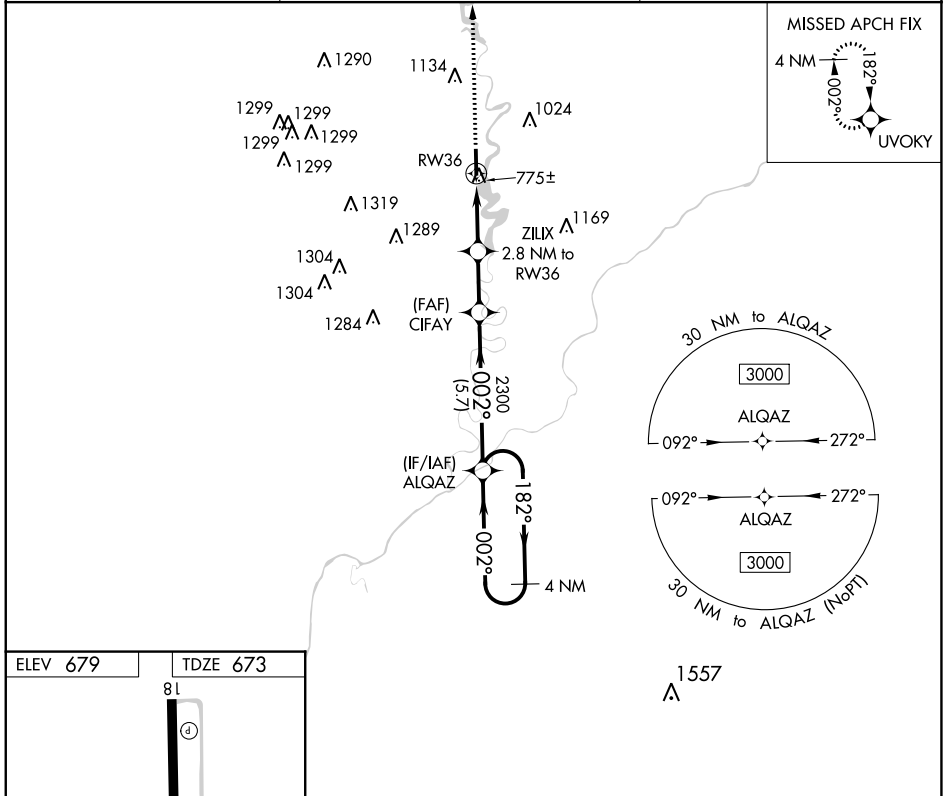 MISSED APCH FIX
4 NM
182°
002°
UVOKY
1290
1134
1299
1299
1299
1299
1299
1024
RW36
775±
1319
1289
ZILIX
2.8 NM to
RW36
1169
1304
1304
1284
(FAF)
CIFAY
2300
002°
(5.7)
(IF/IAF)
ALQAZ
182°
002°
4 NM
30 NM to ALQAZ
3000
ALQAZ
092°
272°
092°
272°
ALQAZ
3000
30 NM to ALQAZ (NoPT)
1557
ELEV 679
TDZE 673
18
P